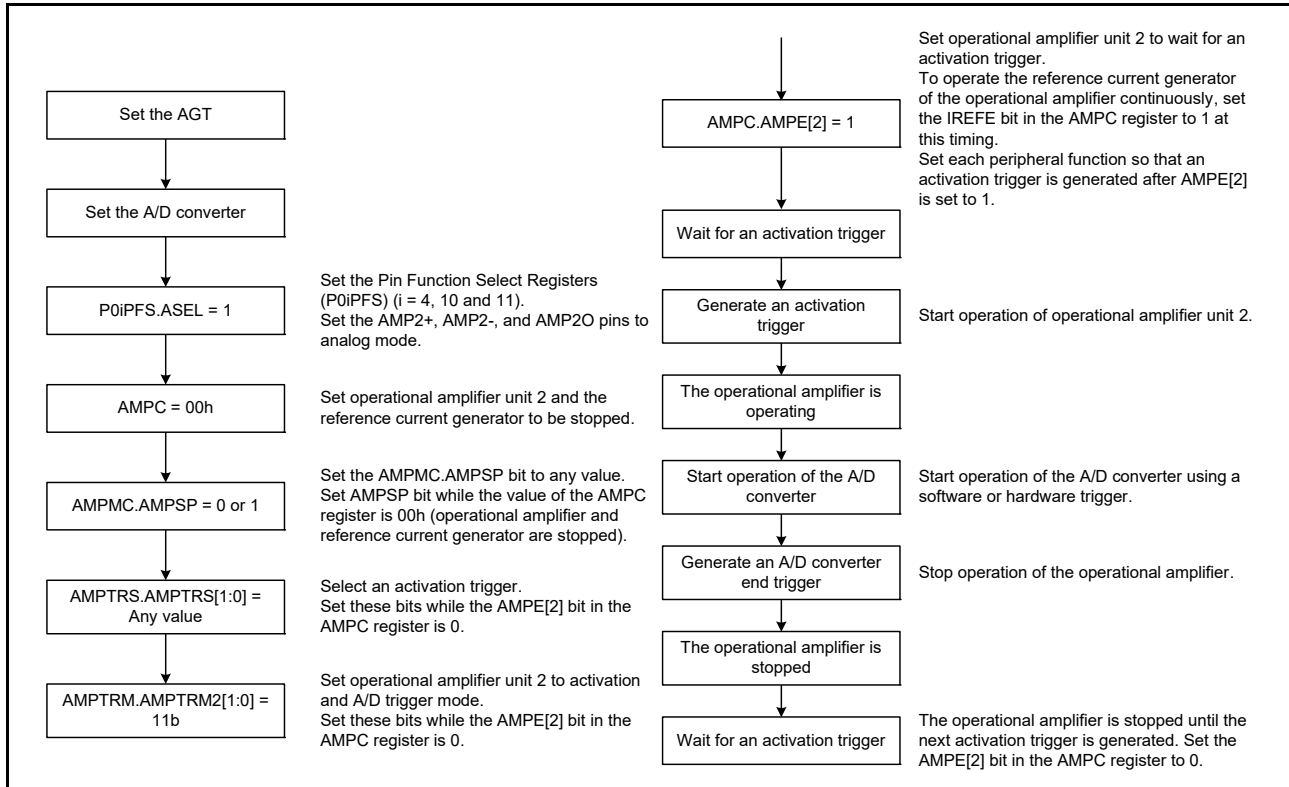 Set the AGT
Set the A/D converter
P0iPFS.ASEL = 1
Set the Pin Function Select Registers
(P0iPFS) (i = 4, 10 and 11).
Set the AMP2+, AMP2-, and AMP2O pins to
analog mode.
AMPC = 00h
Set operational amplifier unit 2 and the
reference current generator to be stopped.
AMPMC.AMPSP = 0 or 1
Set the AMPMC.AMPSP bit to any value.
Set AMPSP bit while the value of the AMPC
register is 00h (operational amplifier and
reference current generator are stopped).
AMPTRS.AMPTRS[1:0] =
Any value
Select an activation trigger.
Set these bits while the AMPE[2] bit in the
AMPC register is 0.
AMPTRM.AMPTRM2[1:0] =
11b
Set operational amplifier unit 2 to activation
and A/D trigger mode.
Set these bits while the AMPE[2] bit in the
AMPC register is 0.
AMPC.AMPE[2] = 1
Set operational amplifier unit 2 to wait for an
activation trigger.
To operate the reference current generator
of the operational amplifier continuously, set
the IREFE bit in the AMPC register to 1 at
this timing.
Set each peripheral function so that an
activation trigger is generated after AMPE[2]
is set to 1.
Wait for an activation trigger
Generate an activation
trigger
Start operation of operational amplifier unit 2.
The operational amplifier is
operating
Start operation of the A/D
converter
Start operation of the A/D converter using a
software or hardware trigger.
Generate an A/D converter
end trigger
Stop operation of the operational amplifier.
The operational amplifier is
stopped
Wait for an activation trigger
The operational amplifier is stopped until the
next activation trigger is generated. Set the
AMPE[2] bit in the AMPC register to 0.